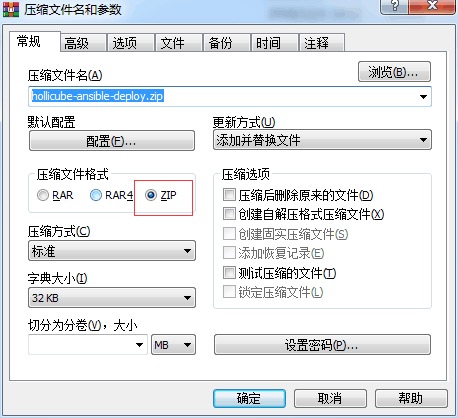 压缩文件名和参数
常规 高级 选项 文件 备份 时间 注释
压缩文件名(A)
浏览(B)...
hollicube-ansible-deploy.zip
默认配置
更新方式(U)
配置(F)...
添加并替换文件
压缩文件格式
RAR RAR4 ZIP
压缩选项
压缩后删除原来的文件(D)
创建自解压格式压缩文件(X)
创建固实压缩文件(S)
添加恢复记录(E)
测试压缩的文件(T)
锁定压缩文件(L)
压缩方式(C)
标准
字典大小(I)
32 KB
切分为分卷(V)，大小
MB
设置密码(P)...
确定 取消 帮助